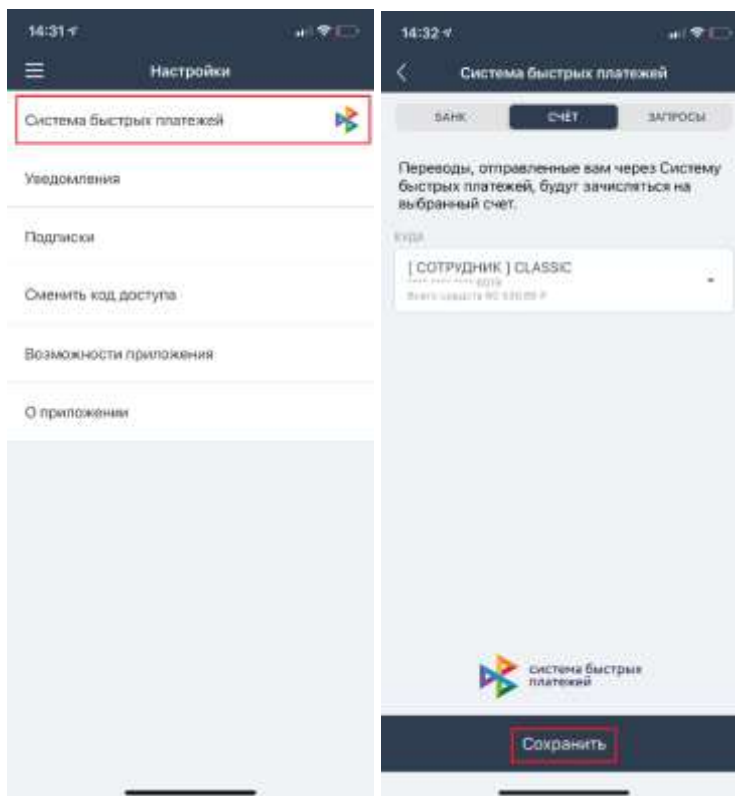 14:31
Настройки
Система быстрых платежей
Уведомления
Подписки
Сменить код доступа
Возможности приложения
О приложении
14:32
Система быстрых платежей
БАНК
СЧЁТ
ЗАПРОСЫ
Переводы, отправленные вам через Систему
быстрых платежей, будут зачисляться на
выбранный счет.
КУДА
[ СОТРУДНИК ] CLASSIC
Всего средств
система быстрых
платежей
Сохранить